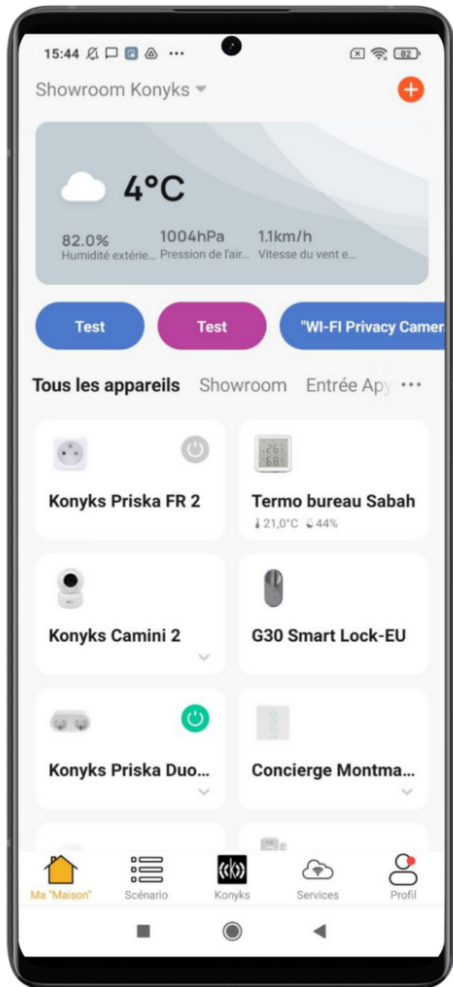 15:44
82
Showroom Konyks
4°C
82.0% 1004hPa 1.1km/h
Humidité extérie... Pression de l'air... Vitesse du vent e...
Test Test "WI-FI Privacy Camer
Tous les appareils Showroom Entrée Apy ...
Konyks Priska FR 2
Termo bureau Sabah
21,0°C 44%
Konyks Camini 2
G30 Smart Lock-EU
Konyks Priska Duo...
Concierge Montma...
Ma "Maison" Scénario Konyks Services Profil